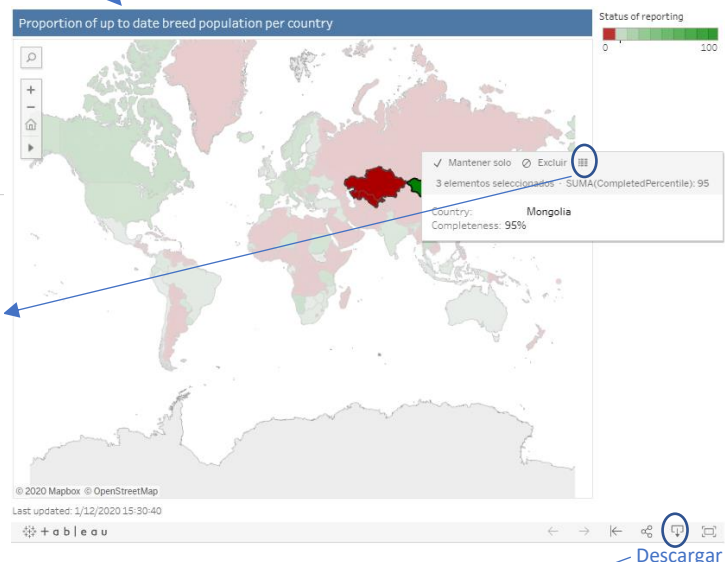 Proportion of up to date breed population per country
Status of reporting
0 100
Mantener solo Excluir
3 elementos seleccionados · SUMA(CompletedPercentile): 95
Country: Mongolia
Completeness: 95%
© 2020 Mapbox © OpenStreetMap
Last updated: 1/12/2020 15:30:40
+ableau
Descargar